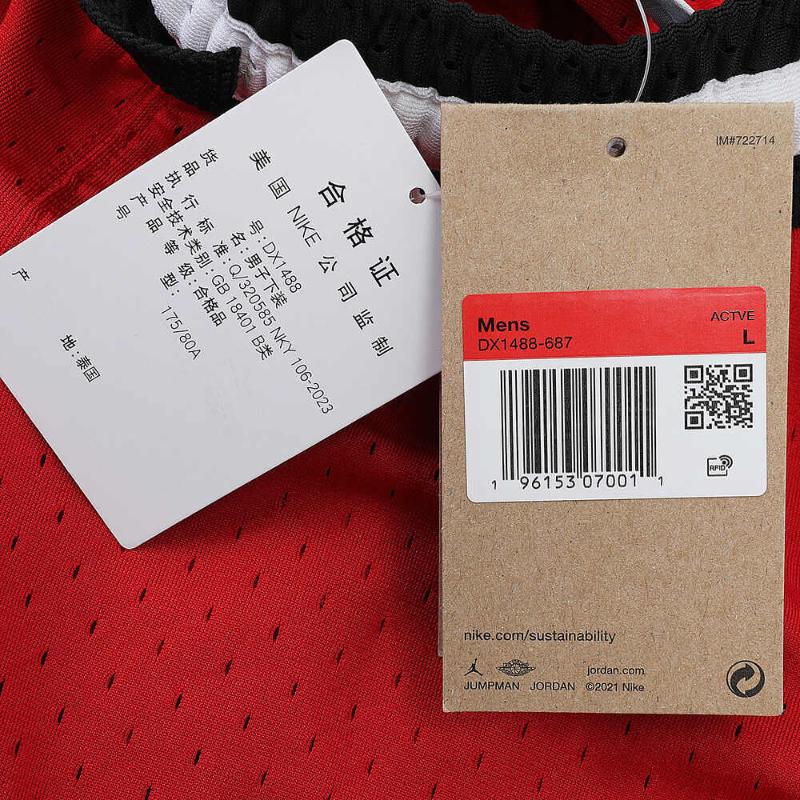 合格证
美国 NIKE 公司监制
货号:DX1488
品名:男子下装
执行标准:Q/320585 NKY 106-2023
安全技术类别:GB 18401 B类
产品等级:合格品
号型:175/80A
产地:泰国
IM#722714
Mens
ACTVE
DX1488-687
L
1 96153 07001 1
RFID
nike.com/sustainability
jordan.com
JUMPMAN JORDAN ©2021 Nike